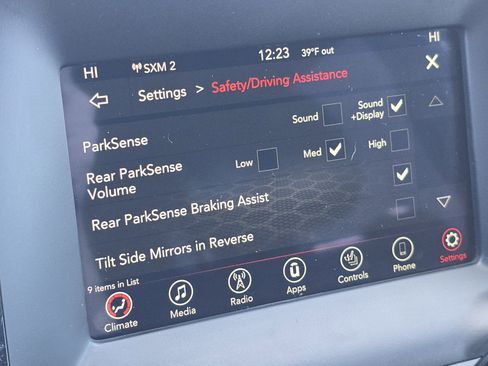 HI SXM 2 12:23 39°F out HI
Settings > Safety/Driving Assistance
ParkSense Sound Sound +Display
Rear ParkSense Volume Low Med High
Rear ParkSense Braking Assist
Tilt Side Mirrors in Reverse
9 items in List
Climate Media Radio Apps Controls Phone Settings